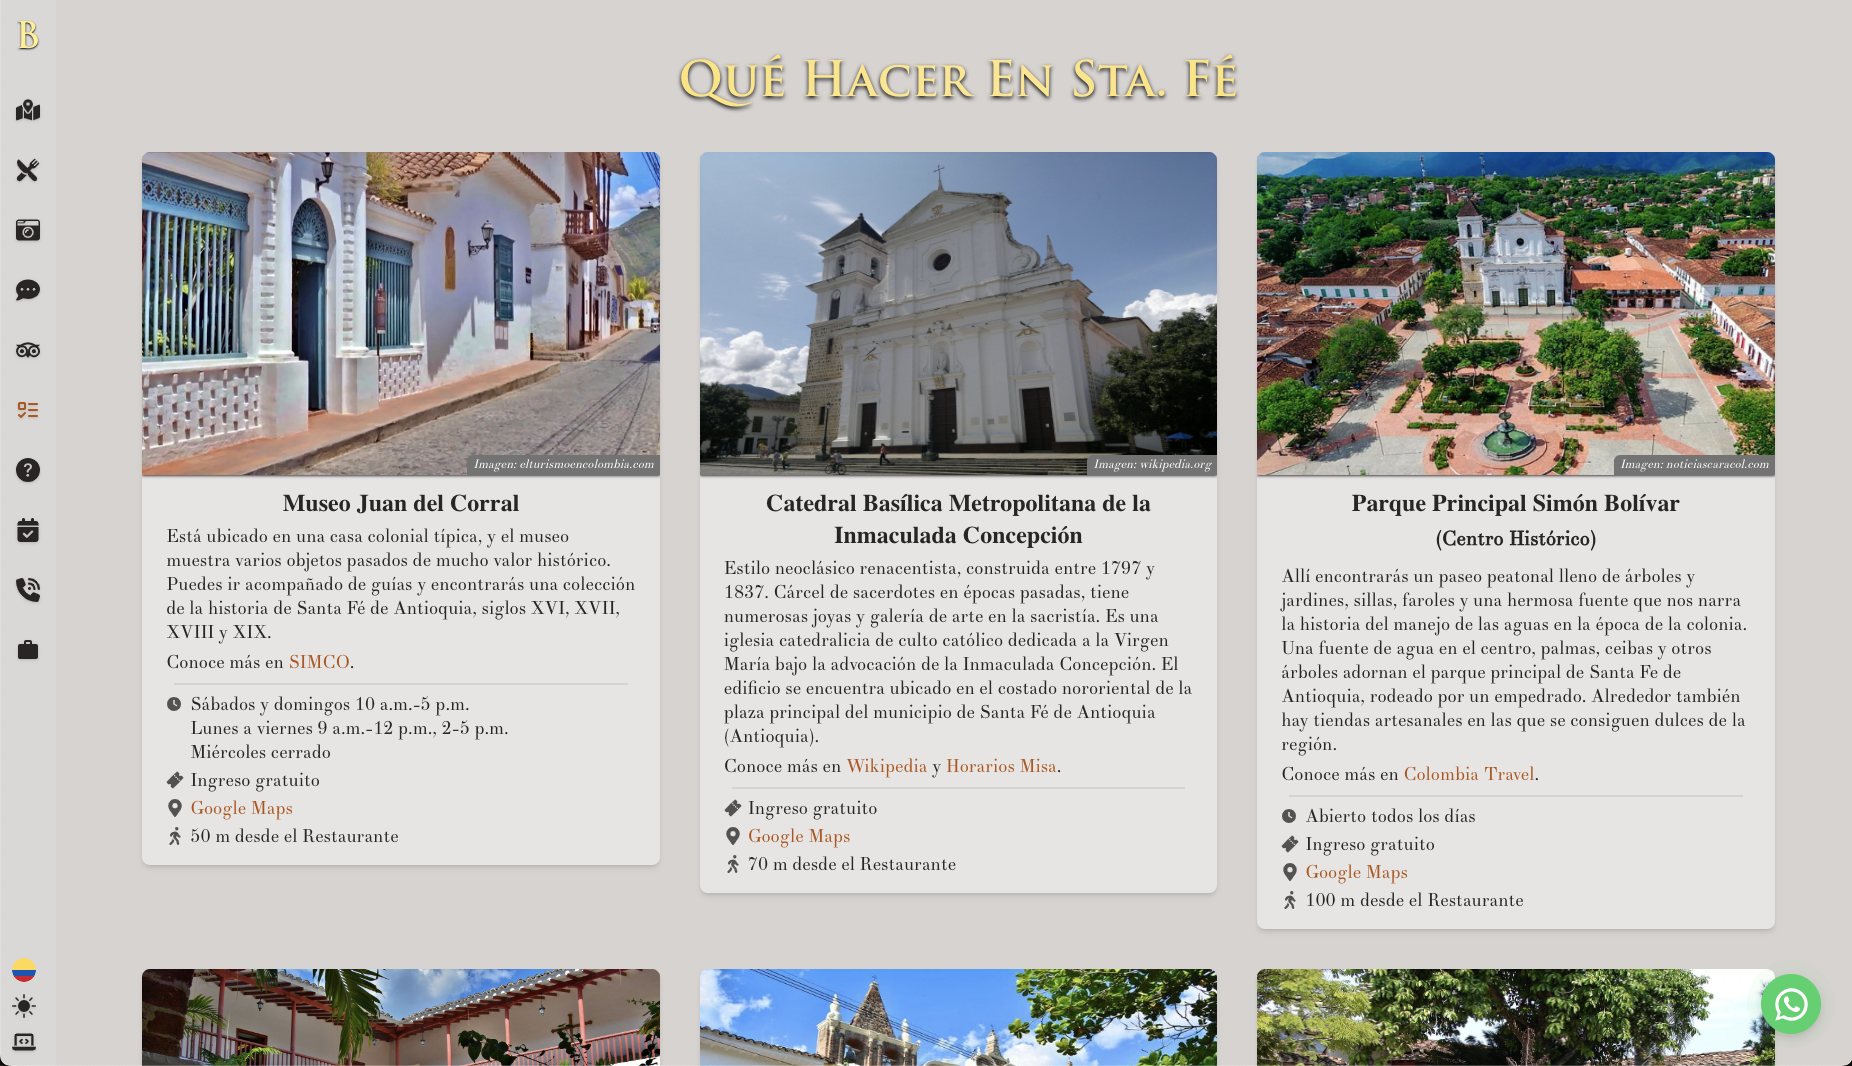 B
Qué Hacer En Sta. Fé
Imagen: elturismoencolombia.com
Museo Juan del Corral
Está ubicado en una casa colonial típica, y el museo
muestra varios objetos pasados de mucho valor histórico.
Puedes ir acompañado de guías y encontrarás una colección
de la historia de Santa Fé de Antioquia, siglos XVI, XVII,
XVIII y XIX.
Conoce más en SIMCO.
Sábados y domingos 10 a.m.-5 p.m.
Lunes a viernes 9 a.m.-12 p.m., 2-5 p.m.
Miércoles cerrado
Ingreso gratuito
Google Maps
50 m desde el Restaurante
Imagen: wikipedia.org
Catedral Basílica Metropolitana de la
Inmaculada Concepción
Estilo neoclásico renacentista, construida entre 1797 y
1837. Cárcel de sacerdotes en épocas pasadas, tiene
numerosas joyas y galería de arte en la sacristía. Es una
iglesia catedralicia de culto católico dedicada a la Virgen
María bajo la advocación de la Inmaculada Concepción. El
edificio se encuentra ubicado en el costado nororiental de la
plaza principal del municipio de Santa Fé de Antioquia
(Antioquia).
Conoce más en Wikipedia y Horarios Misa.
Ingreso gratuito
Google Maps
70 m desde el Restaurante
Imagen: noticiascaracol.com
Parque Principal Simón Bolívar
(Centro Histórico)
Allí encontrarás un paseo peatonal lleno de árboles y
jardines, sillas, faroles y una hermosa fuente que nos narra
la historia del manejo de las aguas en la época de la colonia.
Una fuente de agua en el centro, palmas, ceibas y otros
árboles adornan el parque principal de Santa Fe de
Antioquia, rodeado por un empedrado. Alrededor también
hay tiendas artesanales en las que se consiguen dulces de la
región.
Conoce más en Colombia Travel.
Abierto todos los días
Ingreso gratuito
Google Maps
100 m desde el Restaurante